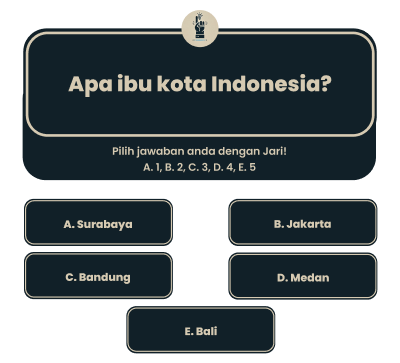 Apa ibu kota Indonesia?
Pilih jawaban anda dengan Jari!
A. 1, B. 2, C. 3, D. 4, E. 5
A. Surabaya
B. Jakarta
C. Bandung
D. Medan
E. Bali